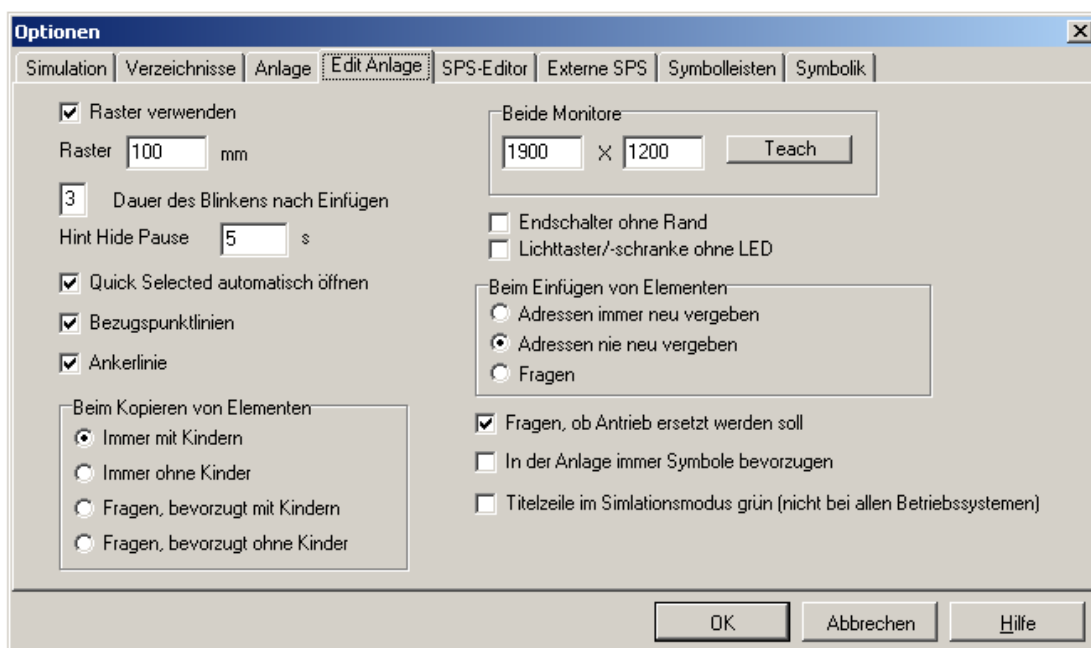 Optionen
Simulation Verzeichnisse Anlage Edit Anlage SPS-Editor Externe SPS Symbolleisten Symbolik
Raster verwenden
Raster 100 mm
3 Dauer des Blinkens nach Einfügen
Hint Hide Pause 5 s
Quick Selected automatisch öffnen
Bezugspunktlinien
Ankerlinie
Beim Kopieren von Elementen
Immer mit Kindern
Immer ohne Kinder
Fragen, bevorzugt mit Kindern
Fragen, bevorzugt ohne Kinder
Beide Monitore
1900 X 1200 Teach
Endschalter ohne Rand
Lichttaster/-schranke ohne LED
Beim Einfügen von Elementen
Adressen immer neu vergeben
Adressen nie neu vergeben
Fragen
Fragen, ob Antrieb ersetzt werden soll
In der Anlage immer Symbole bevorzugen
Titelzeile im Simlationsmodus grün (nicht bei allen Betriebssystemen)
OK Abbrechen Hilfe